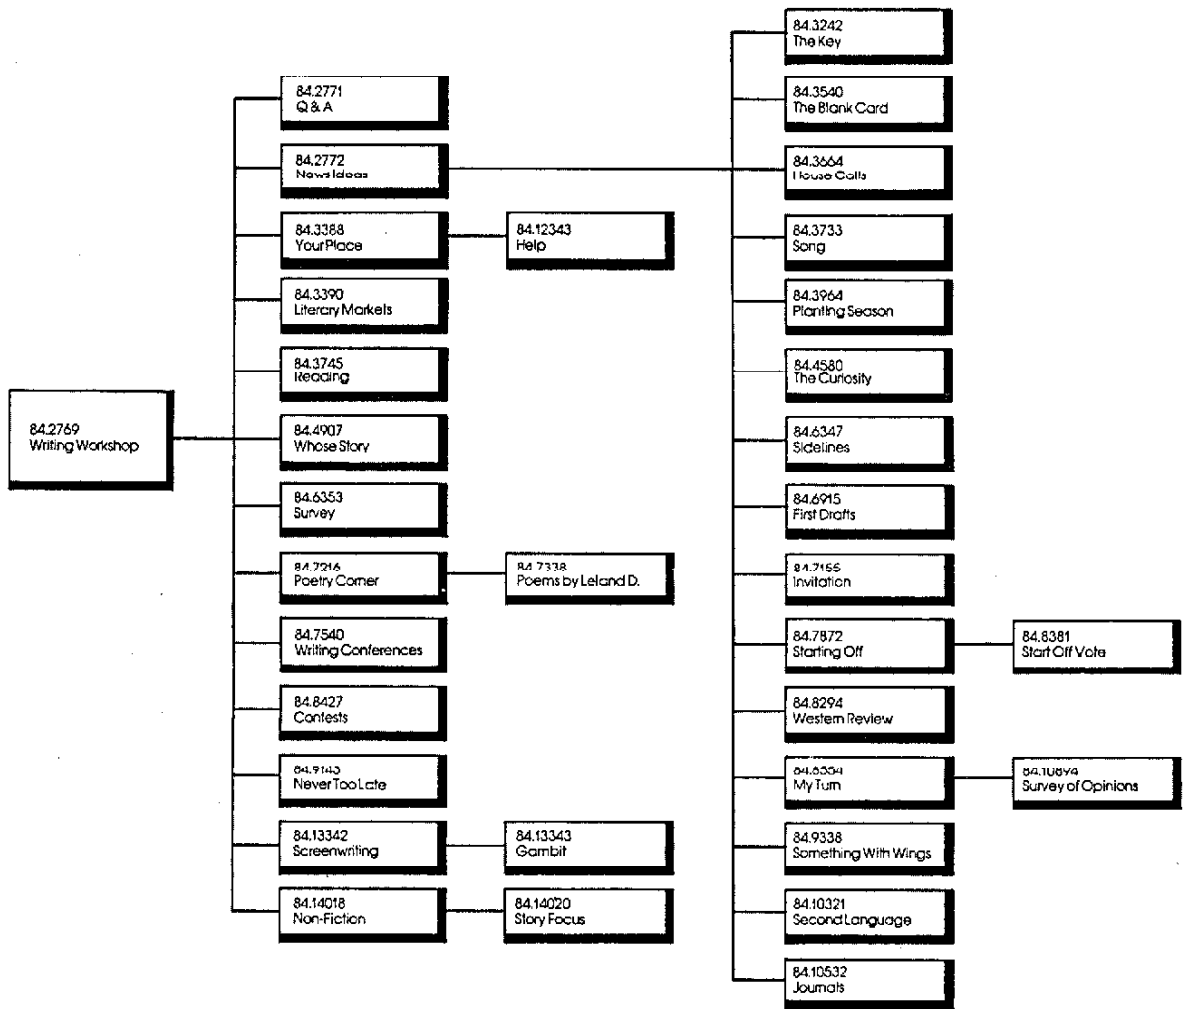 84.2769
Writing Workshop
84.2771
Q & A
84.2772
News Ideas
84.3388
Your Place
84.12343
Help
84.3390
Literary Markets
84.3745
Reading
84.4907
Whose Story
84.6353
Survey
84.7216
Poetry Corner
84.7338
Poems by Leland D.
84.7540
Writing Conferences
84.8427
Contests
84.9143
Never Too Late
84.13342
Screenwriting
84.13343
Gambit
84.14018
Non-Fiction
84.14020
Story Focus
84.3242
The Key
84.3540
The Blank Card
84.3664
House Calls
84.3733
Song
84.3964
Planting Season
84.4580
The Curiosity
84.6347
Sidelines
84.6915
First Drafts
84.7155
Invitation
84.7872
Starting Off
84.8381
Start Off Vote
84.8294
Western Review
My Turn
84.10894
Survey of Opinions
84.9338
Something With Wings
84.10321
Second Language
84.10532
Journals